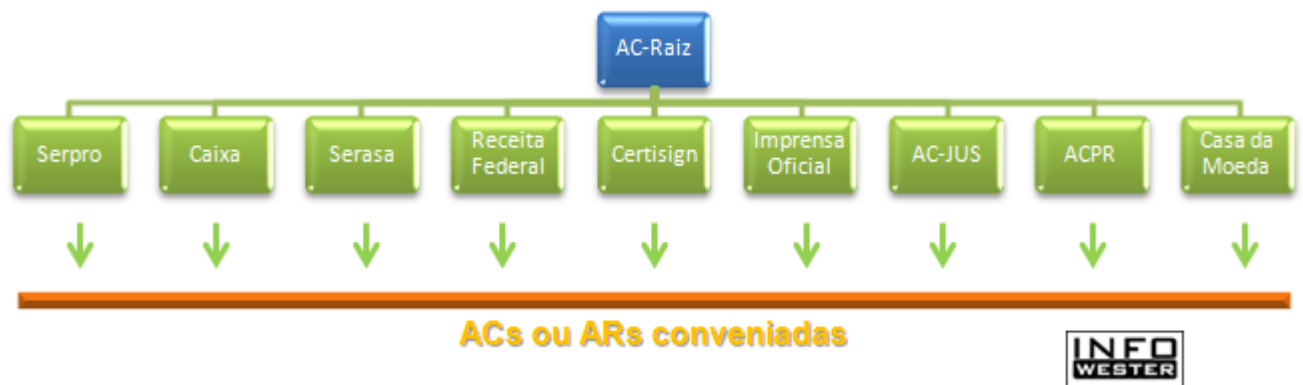 AC-Raiz
Serpro
Caixa
Serasa
Receita
Federal
Certisign
Imprensa
Oficial
AC-JUS
ACPR
Casa da
Moeda
ACs ou ARs conveniadas
INFO
WESTER